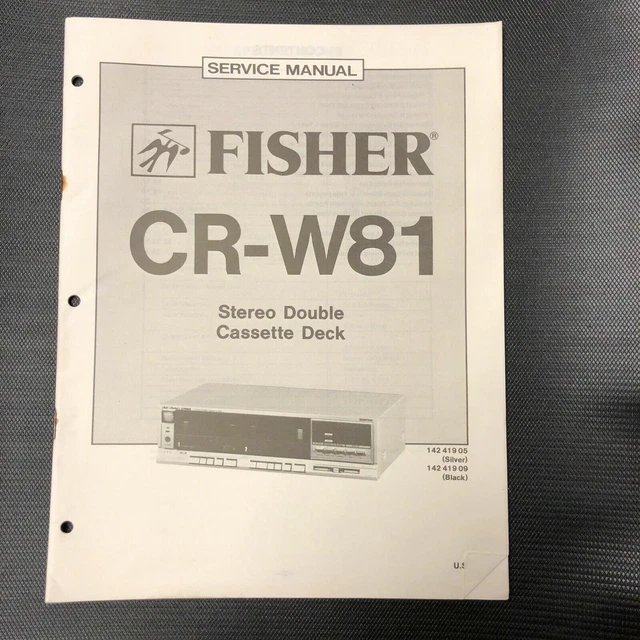 SERVICE MANUAL
FISHER®
CR-W81
Stereo Double
Cassette Deck
142 419 05
(Silver)
142 419 09
(Black)